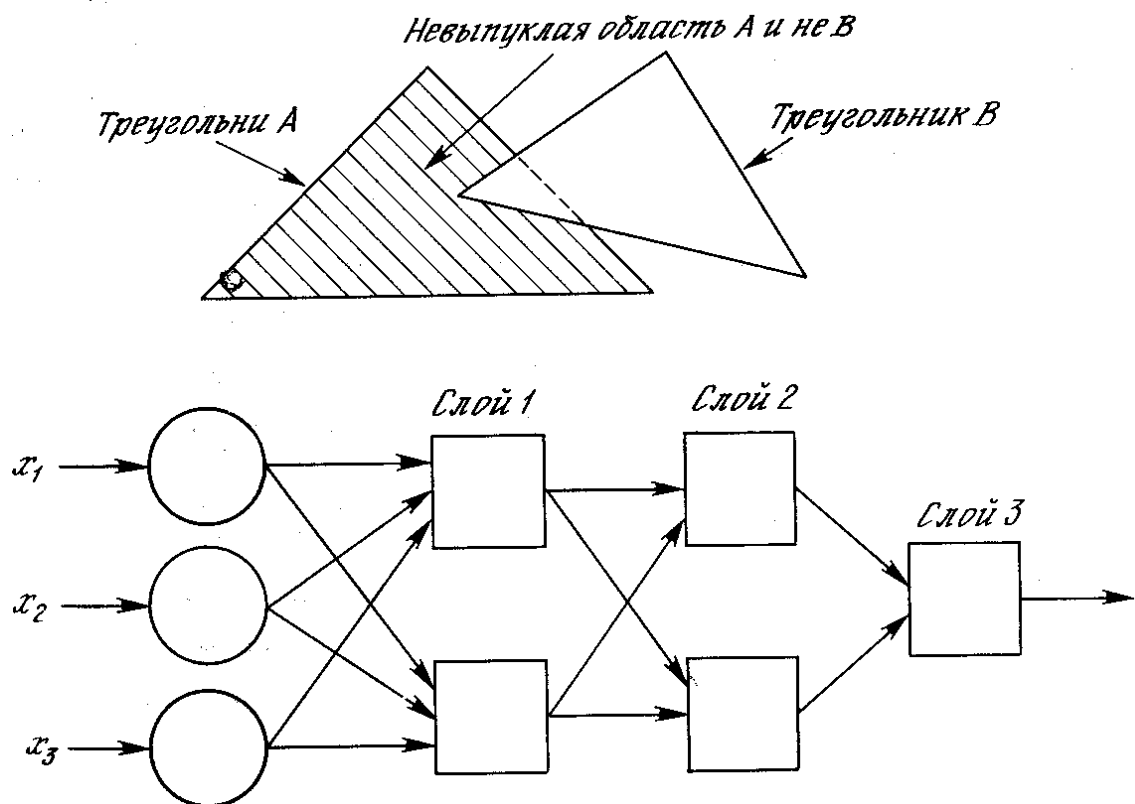 Невыпуклая область A и не B
Треугольни A
Треугольник B
Слой 1
Слой 2
Слой 3
x₁
x₂
x₃